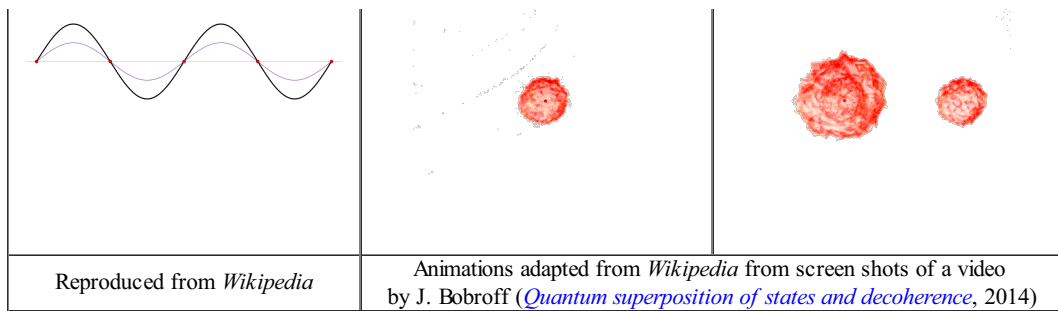 Reproduced from Wikipedia
Animations adapted from Wikipedia from screen shots of a video
by J. Bobroff (Quantum superposition of states and decoherence, 2014)